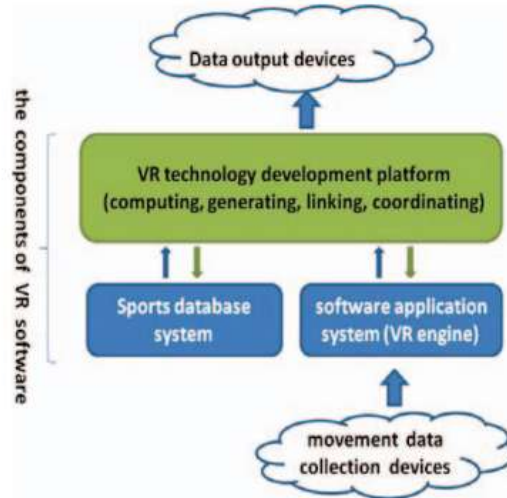 Data output devices
the components of VR software
VR technology development platform
(computing, generating, linking, coordinating)
Sports database
system
software application
system (VR engine)
movement data
collection devices